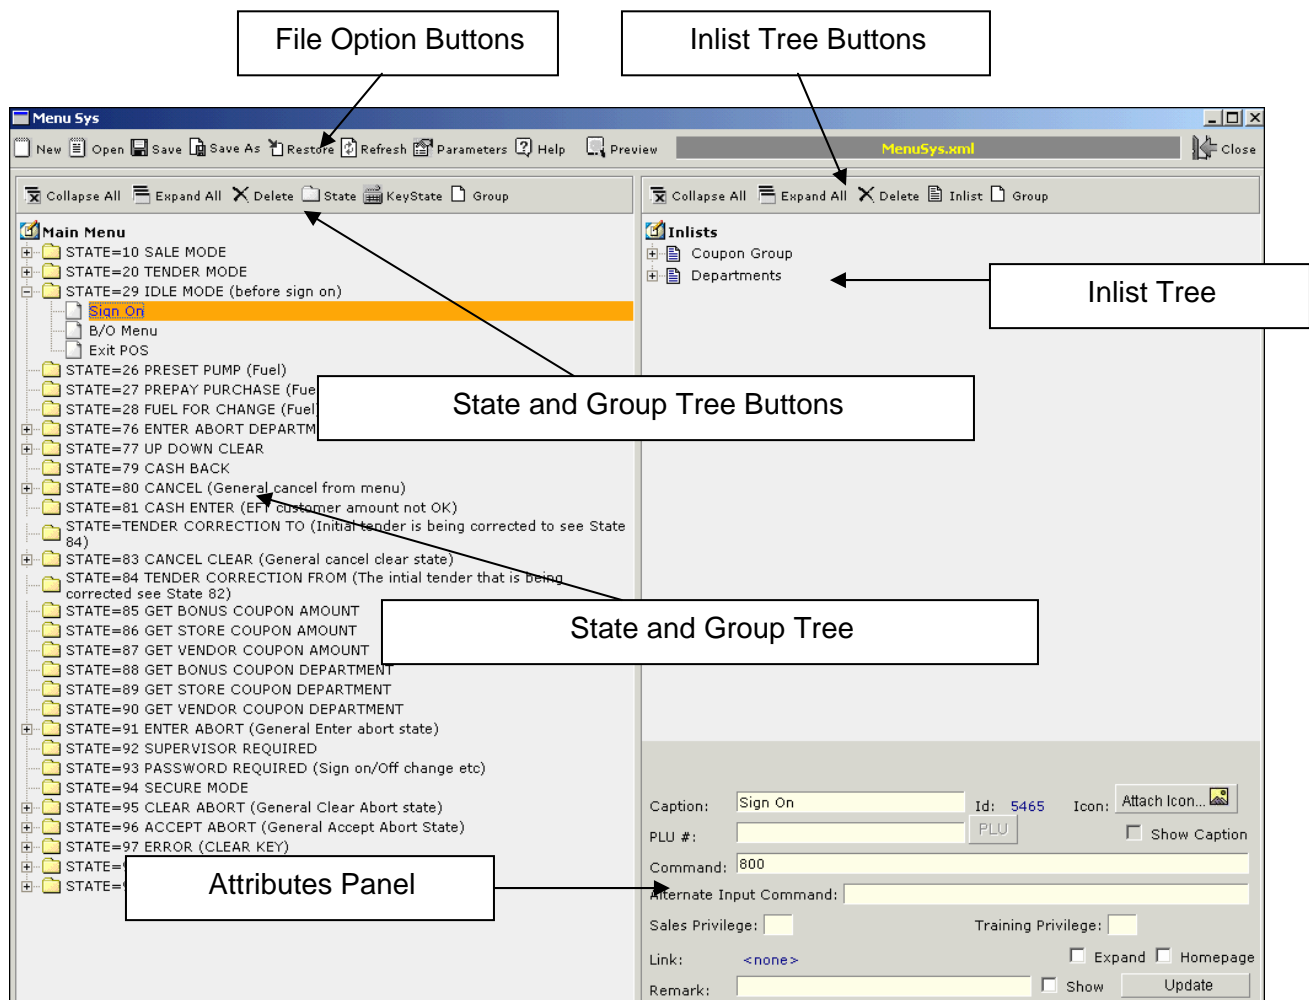 File Option Buttons
Inlist Tree Buttons
Menu Sys
New Open Save Save As Restore Refresh Parameters Help Preview MenuSys.xml Close
Collapse All Expand All Delete State KeyState Group
Collapse All Expand All Delete Inlist Group
Main Menu
STATE=10 SALE MODE
STATE=20 TENDER MODE
STATE=29 IDLE MODE (before sign on)
Sign On
B/O Menu
Exit POS
STATE=26 PRESET PUMP (Fuel)
STATE=27 PREPAY PURCHASE (Fue
STATE=28 FUEL FOR CHANGE (Fuel
STATE=76 ENTER ABORT DEPARTM
STATE=77 UP DOWN CLEAR
STATE=79 CASH BACK
STATE=80 CANCEL (General cancel from menu)
STATE=81 CASH ENTER (EFT customer amount not OK)
STATE=TENDER CORRECTION TO (Initial tender is being corrected to see State
84)
STATE=83 CANCEL CLEAR (General cancel clear state)
STATE=84 TENDER CORRECTION FROM (The intial tender that is being
corrected see State 82)
STATE=85 GET BONUS COUPON AMOUNT
STATE=86 GET STORE COUPON AMOUNT
STATE=87 GET VENDOR COUPON AMOUNT
STATE=88 GET BONUS COUPON DEPARTMENT
STATE=89 GET STORE COUPON DEPARTMENT
STATE=90 GET VENDOR COUPON DEPARTMENT
STATE=91 ENTER ABORT (General Enter abort state)
STATE=92 SUPERVISOR REQUIRED
STATE=93 PASSWORD REQUIRED (Sign on/Off change etc)
STATE=94 SECURE MODE
STATE=95 CLEAR ABORT (General Clear Abort state)
STATE=96 ACCEPT ABORT (General Accept Abort State)
STATE=97 ERROR (CLEAR KEY)
STATE=
STATE=
Inlists
Coupon Group
Departments
Inlist Tree
State and Group Tree Buttons
State and Group Tree
Attributes Panel
Caption: Sign On Id: 5465 Icon: Attach Icon...
PLU #: PLU Show Caption
Command: 800
Alternate Input Command:
Sales Privilege: Training Privilege:
Link: <none> Expand Homepage
Remark: Show Update